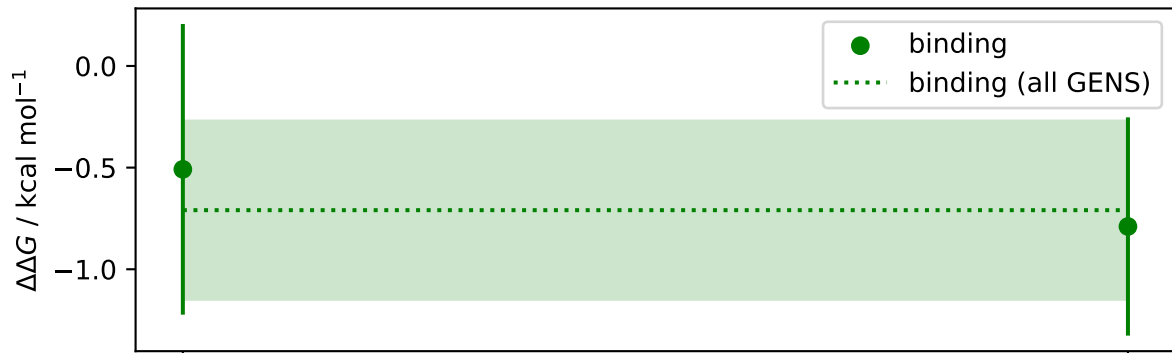 ΔΔG / kcal mol⁻¹
0.0
−0.5
−1.0
binding
binding (all GENS)